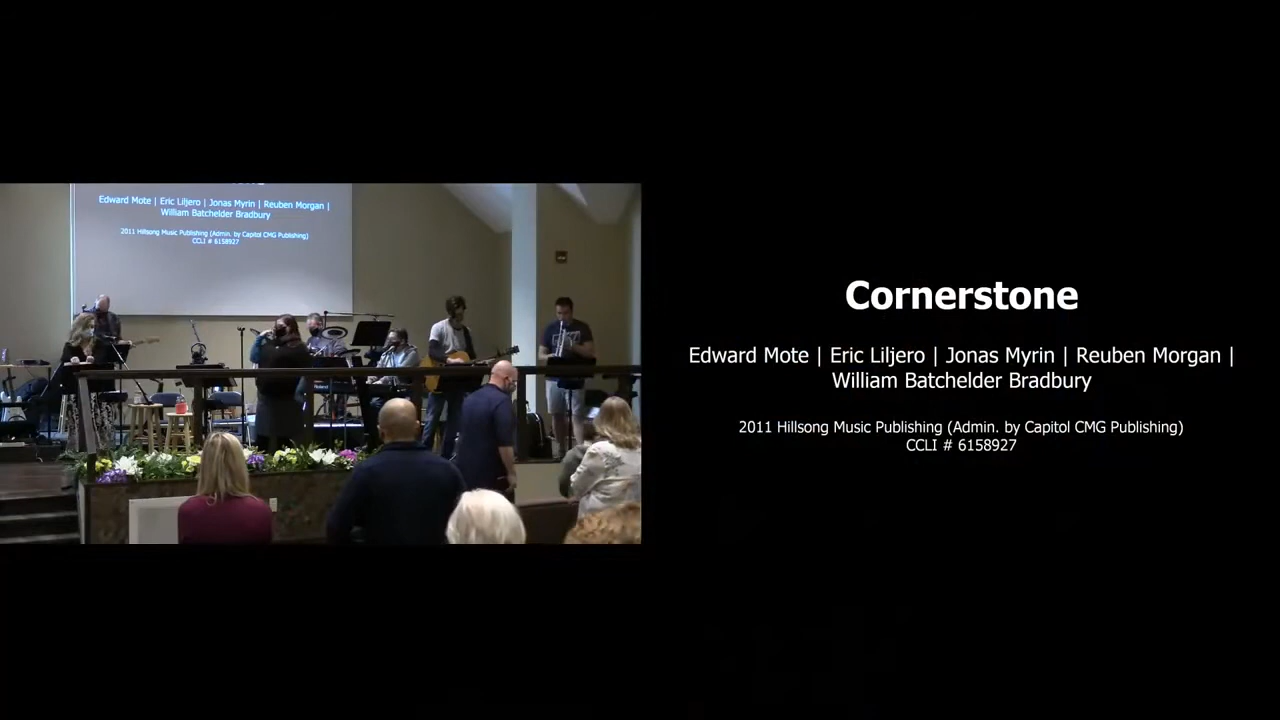 Edward Mote | Eric Liljero | Jonas Myrin | Reuben Morgan |
William Batchelder Bradbury
2011 Hillsong Music Publishing (Admin. by Capitol CMG Publishing)
CCLI # 6158927
Roland
Cornerstone
Edward Mote | Eric Liljero | Jonas Myrin | Reuben Morgan |
William Batchelder Bradbury
2011 Hillsong Music Publishing (Admin. by Capitol CMG Publishing)
CCLI # 6158927